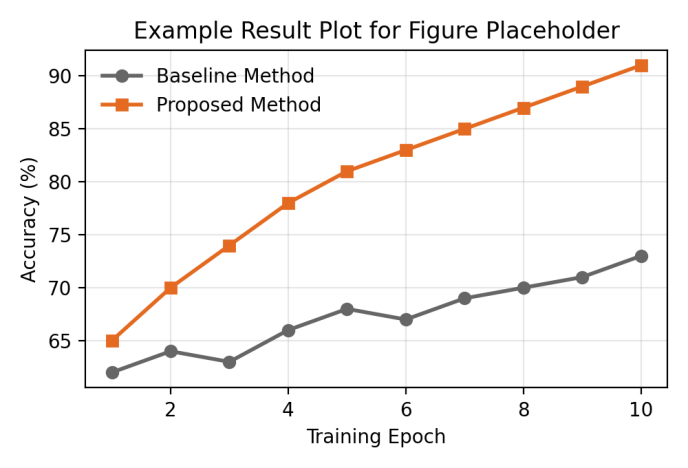 Example Result Plot for Figure Placeholder
Baseline Method
Proposed Method
Accuracy (%)
90
85
80
75
70
65
2 4 6 8 10
Training Epoch